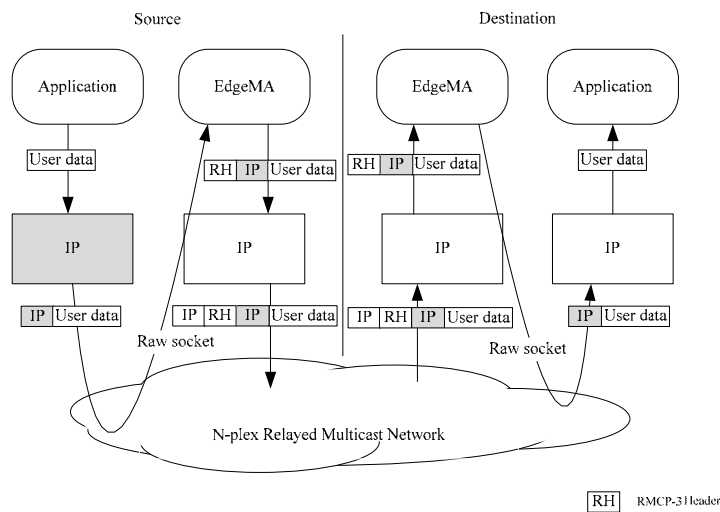 Source
Destination
Application
EdgeMA
EdgeMA
Application
User data
RH IP User data
RH IP User data
User data
IP
IP
IP
IP
IP User data
IP RH IP User data
IP RH IP User data
IP User data
Raw socket
Raw socket
N-plex Relayed Multicast Network
RH RMCP-3 Header